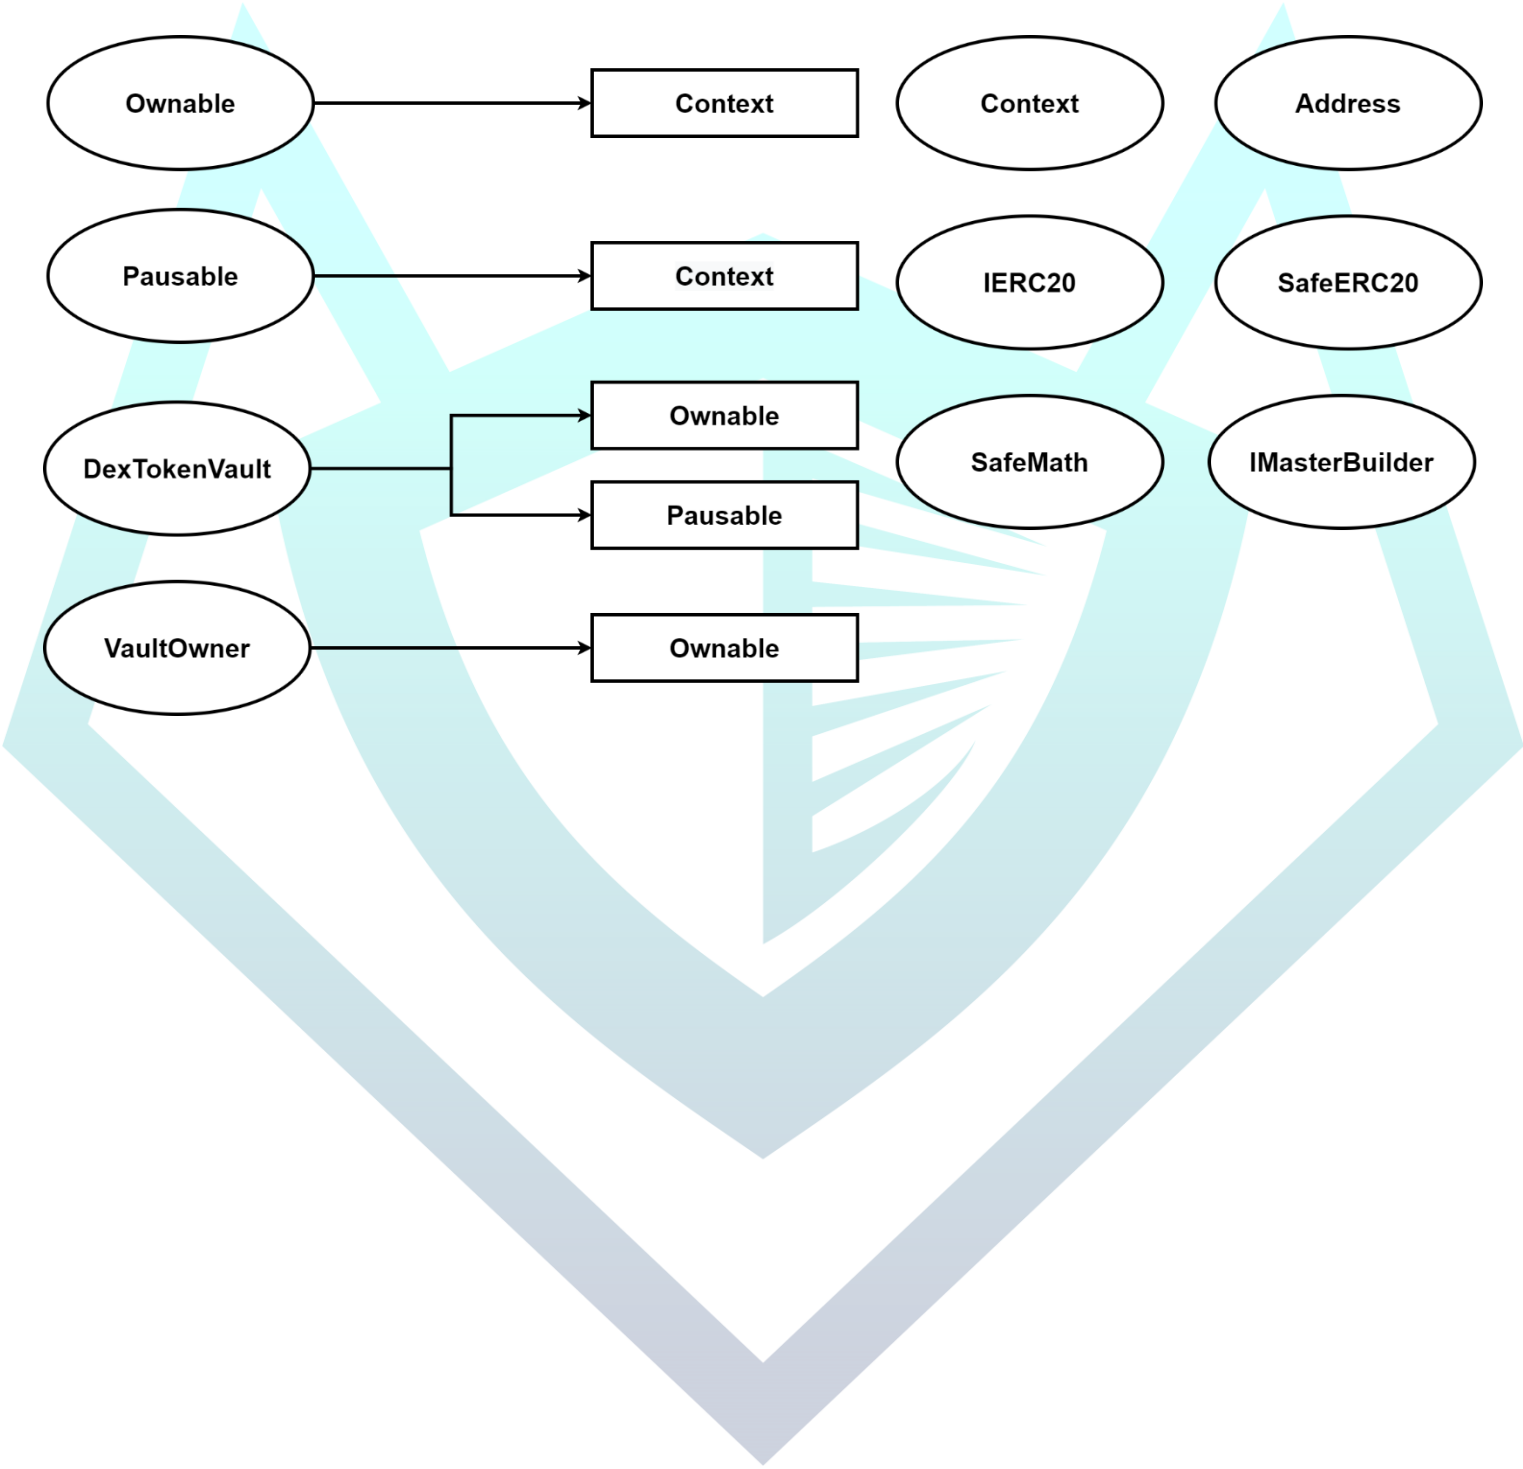 Ownable
Context
Context
Address
Pausable
Context
IERC20
SafeERC20
DexTokenVault
Ownable
Pausable
SafeMath
IMasterBuilder
VaultOwner
Ownable